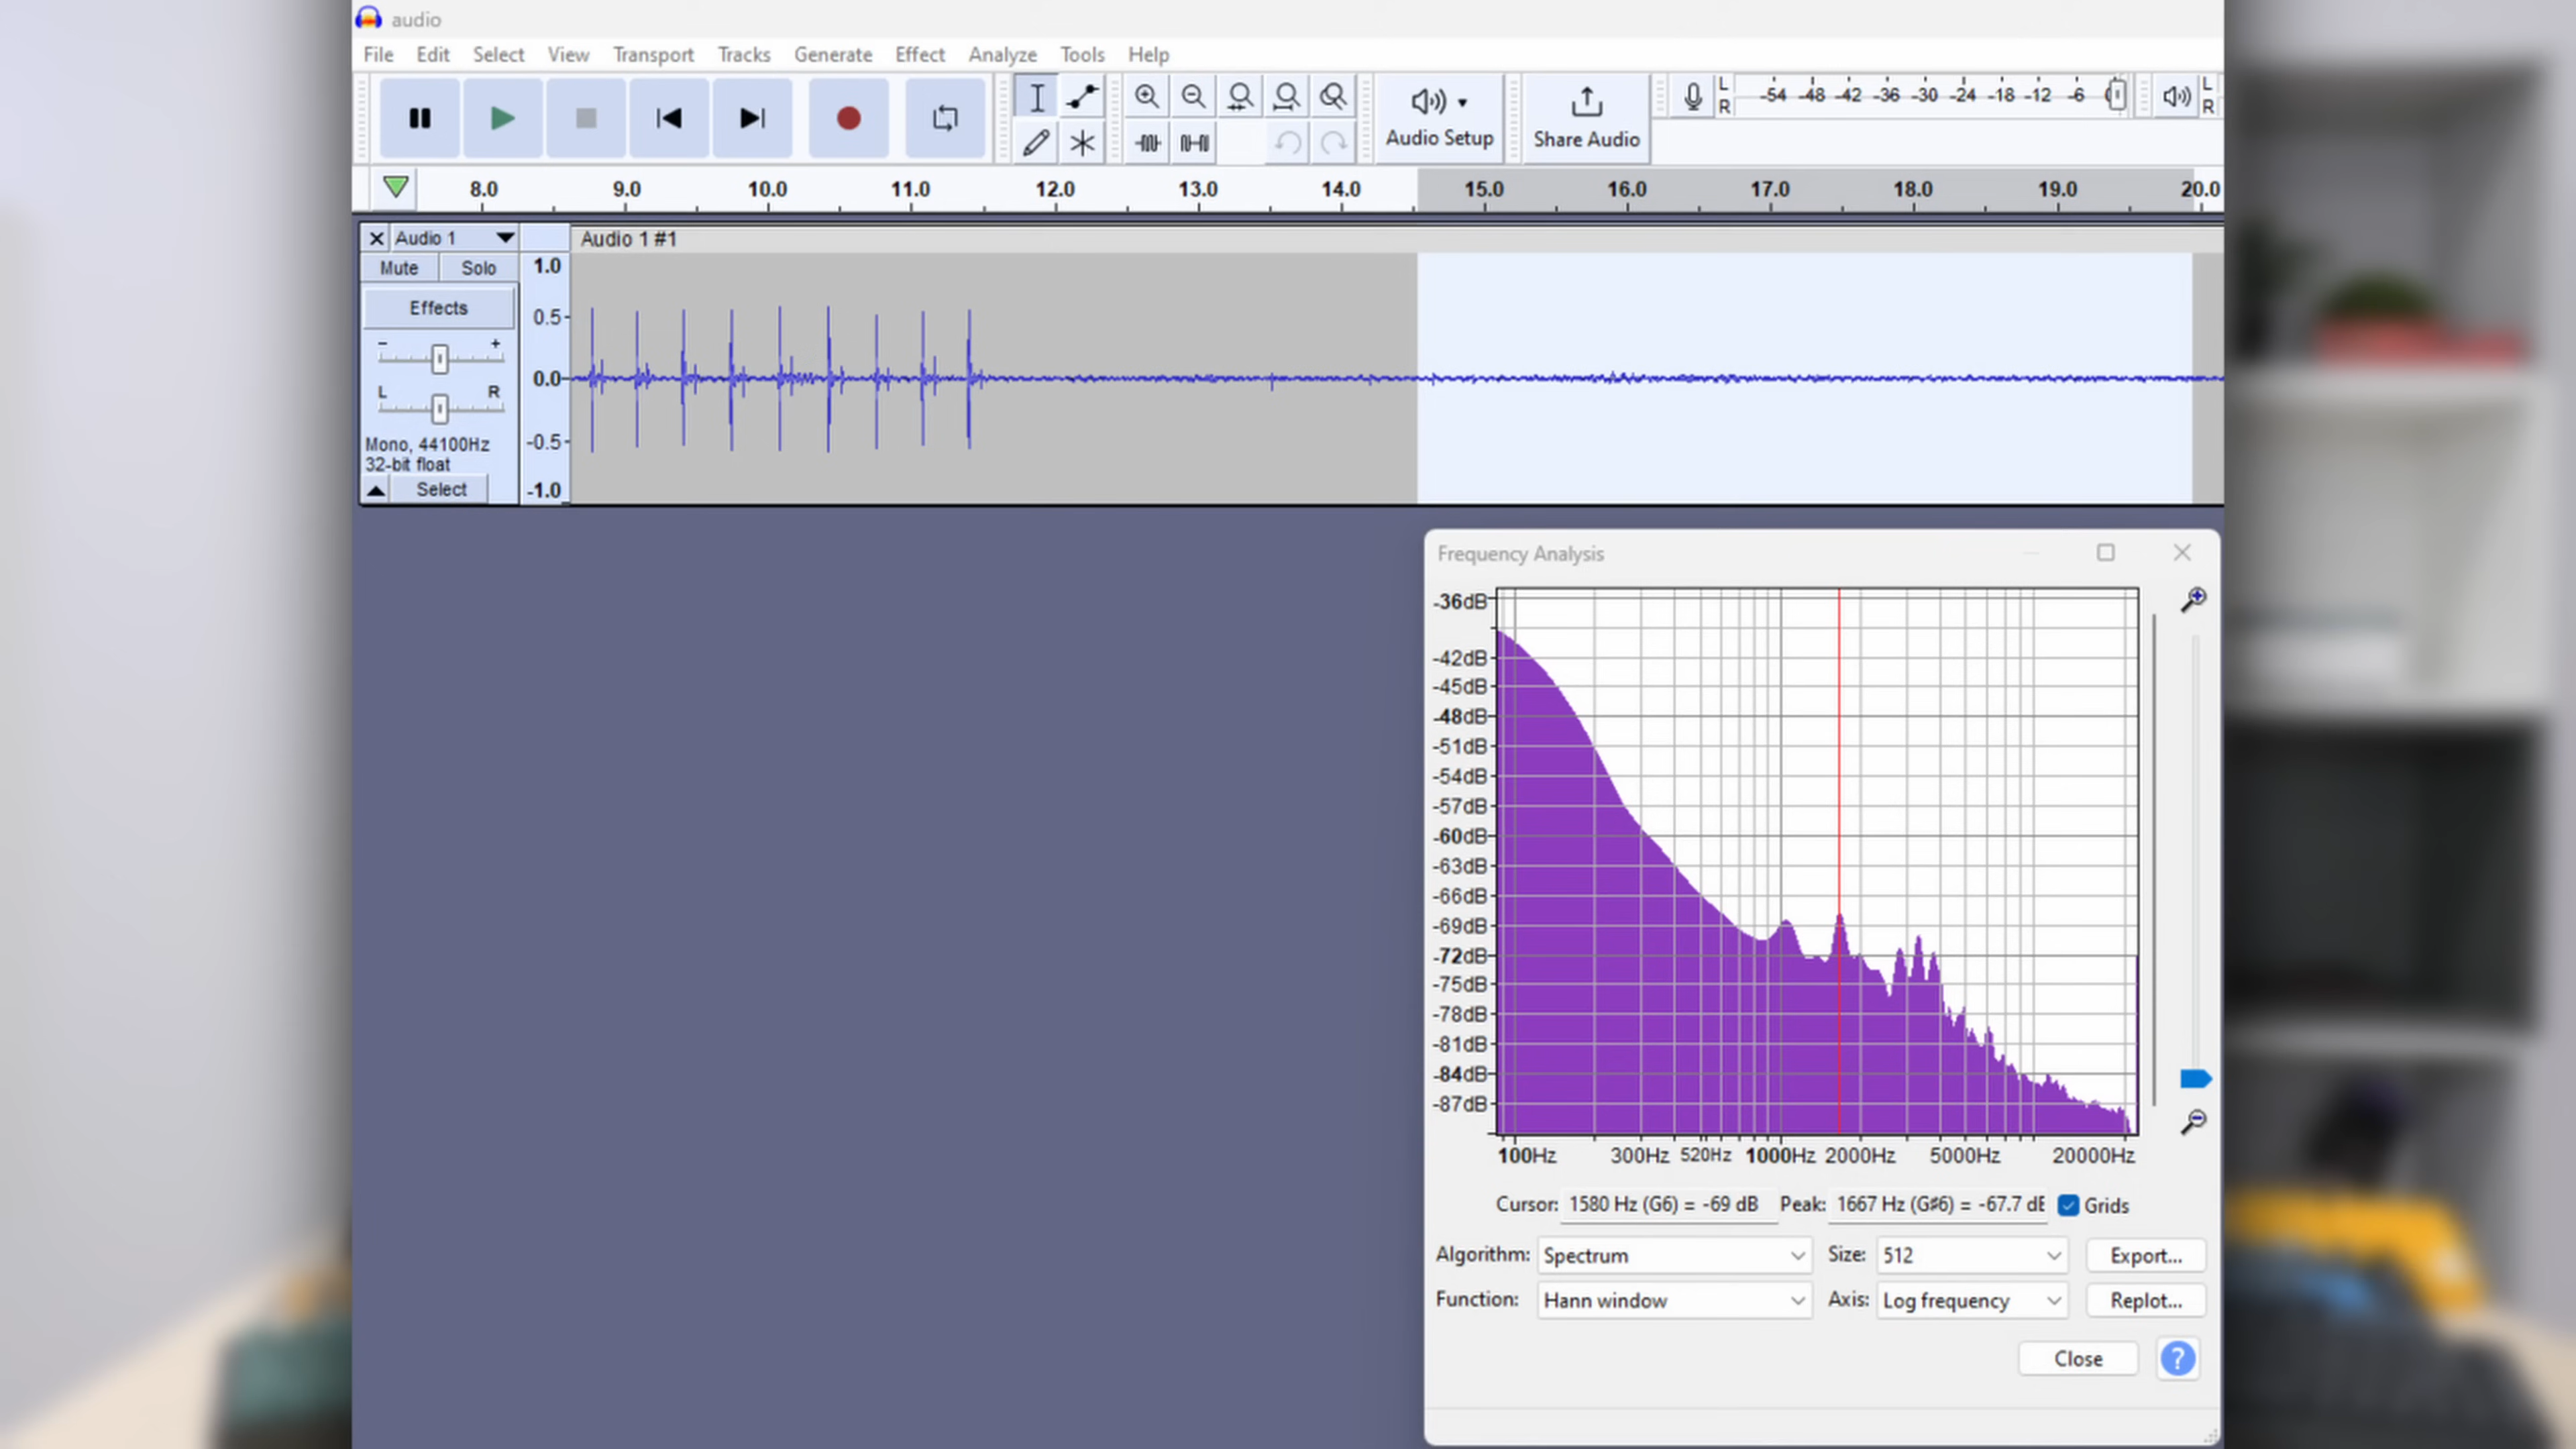 audio
File Edit Select View Transport Tracks Generate Effect Analyze Tools Help
Audio Setup
Share Audio
L
R
-54 -48 -42 -36 -30 -24 -18 -12 -6
L
R
8.0 9.0 10.0 11.0 12.0 13.0 14.0 15.0 16.0 17.0 18.0 19.0 20.0
Audio 1
Audio 1 #1
Mute Solo
Effects
- +
L R
Mono, 44100Hz
32-bit float
Select
1.0
0.5
0.0
-0.5
-1.0
Frequency Analysis
-36dB
-42dB
-45dB
-48dB
-51dB
-54dB
-57dB
-60dB
-63dB
-66dB
-69dB
-72dB
-75dB
-78dB
-81dB
-84dB
-87dB
100Hz 300Hz 520Hz 1000Hz 2000Hz 5000Hz 20000Hz
Cursor: 1580 Hz (G6) = -69 dB Peak: 1667 Hz (G♯6) = -67.7 dB Grids
Algorithm: Spectrum Size: 512 Export...
Function: Hann window Axis: Log frequency Replot...
Close ?